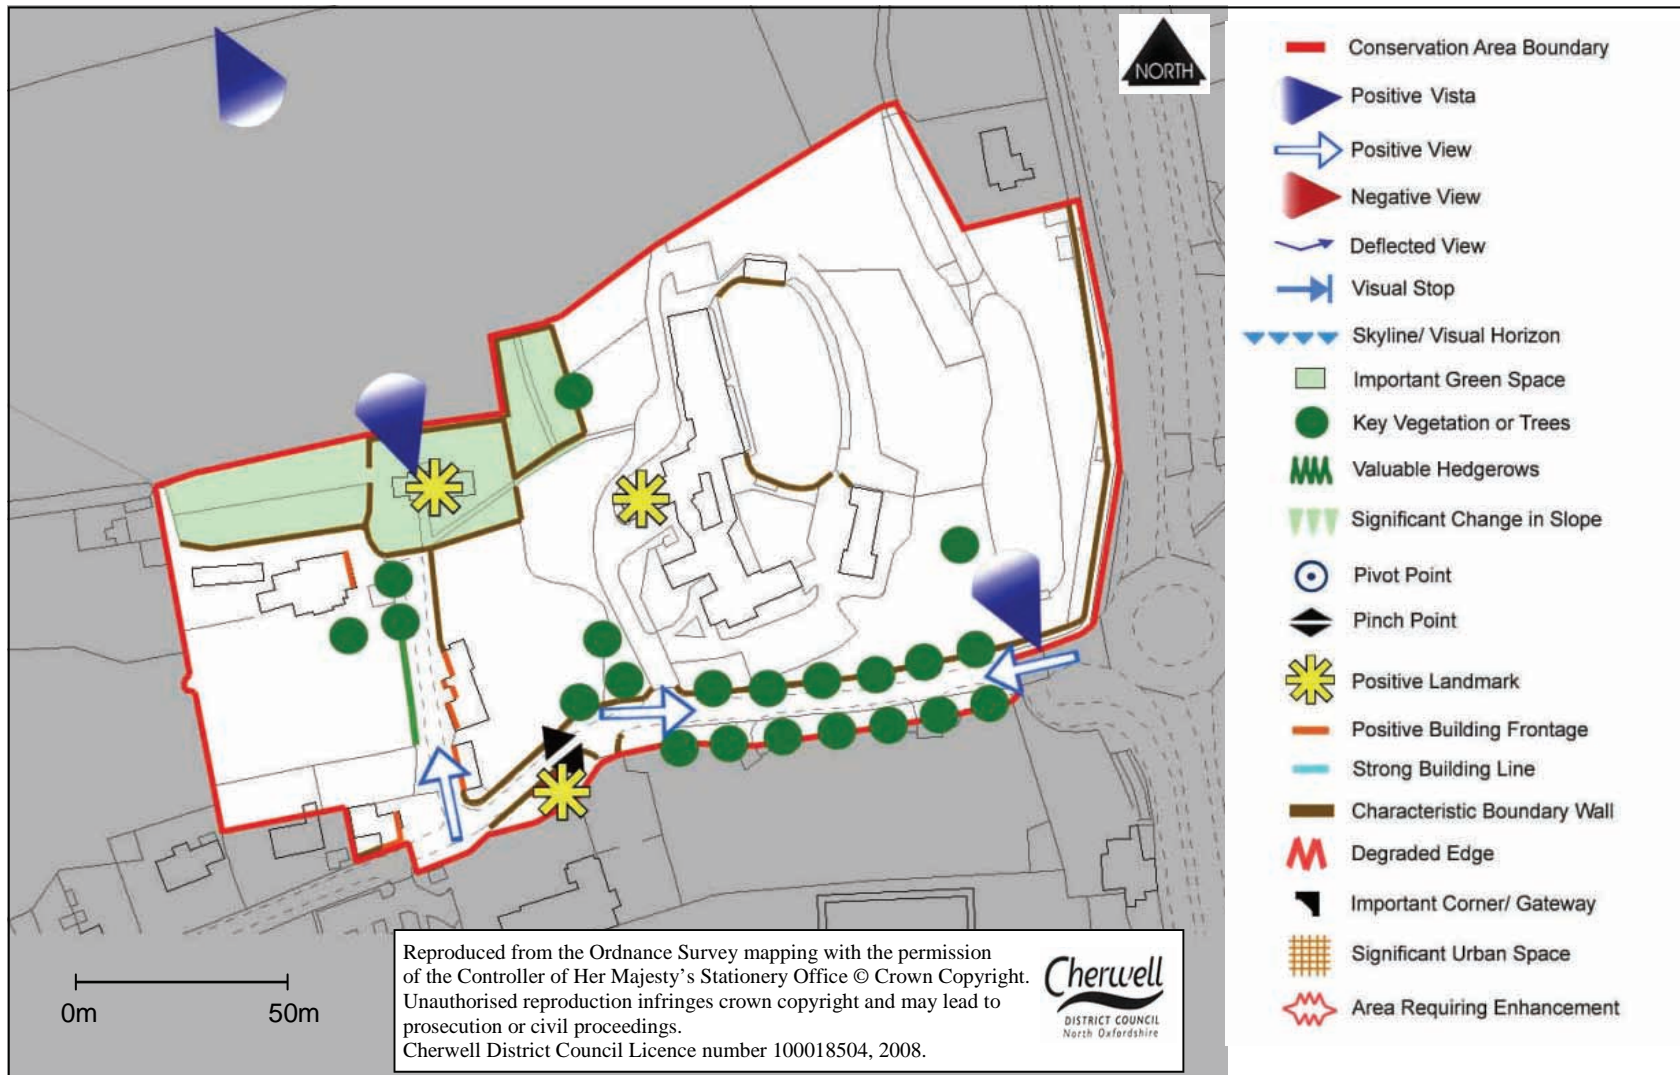 NORTH
Conservation Area Boundary
Positive Vista
Positive View
Negative View
Deflected View
Visual Stop
Skyline/ Visual Horizon
Important Green Space
Key Vegetation or Trees
Valuable Hedgerows
Significant Change in Slope
Pivot Point
Pinch Point
Positive Landmark
Positive Building Frontage
Strong Building Line
Characteristic Boundary Wall
Degraded Edge
Important Corner/ Gateway
Significant Urban Space
Area Requiring Enhancement
0m 50m
Reproduced from the Ordnance Survey mapping with the permission
of the Controller of Her Majesty's Stationery Office © Crown Copyright.
Unauthorised reproduction infringes crown copyright and may lead to
prosecution or civil proceedings.
Cherwell District Council Licence number 100018504, 2008.
Cherwell
DISTRICT COUNCIL
North Oxfordshire